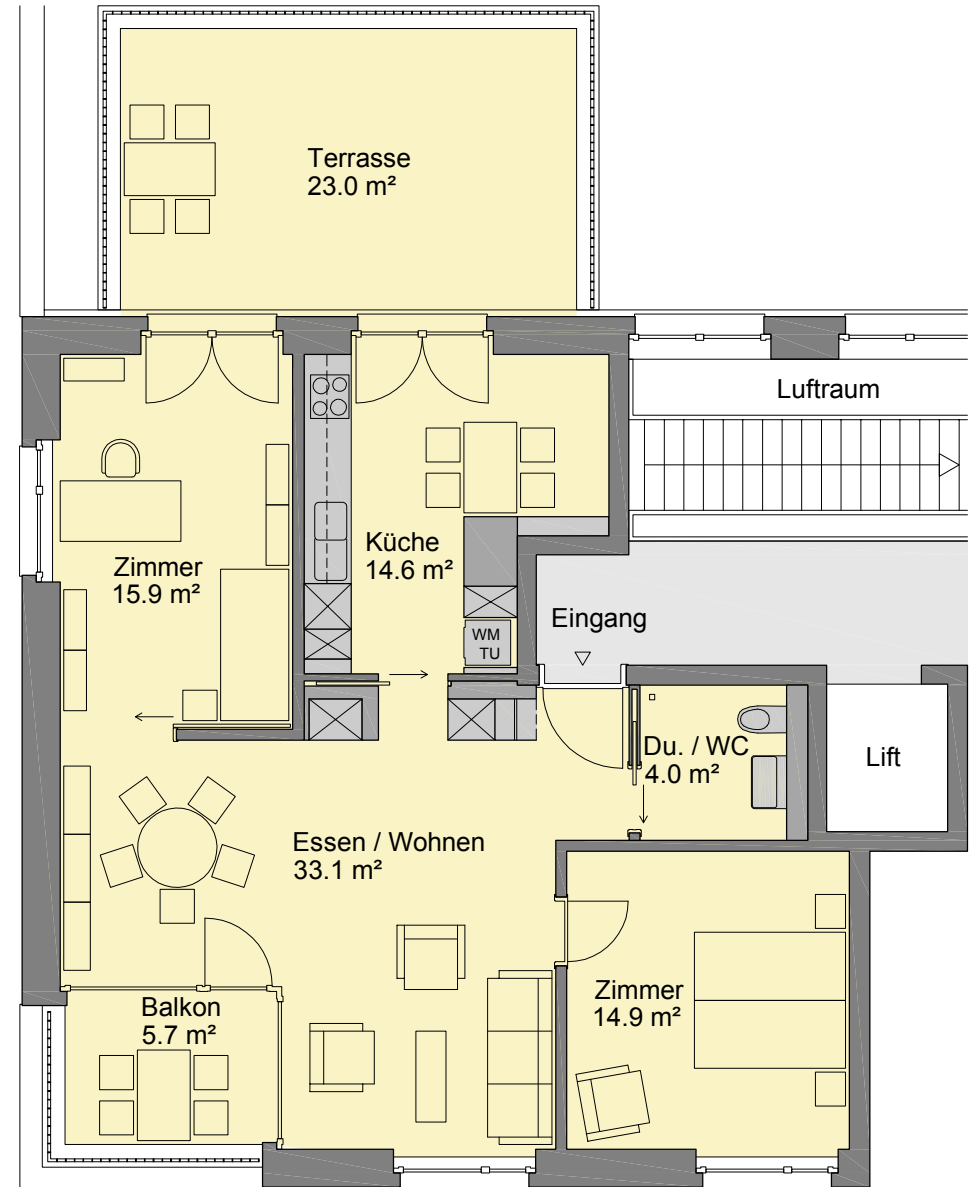 Terrasse
23.0 m²
Luftraum
Küche
14.6 m²
Zimmer
15.9 m²
Eingang
WM
TU
Du. / WC
4.0 m²
Lift
Essen / Wohnen
33.1 m²
Zimmer
14.9 m²
Balkon
5.7 m²